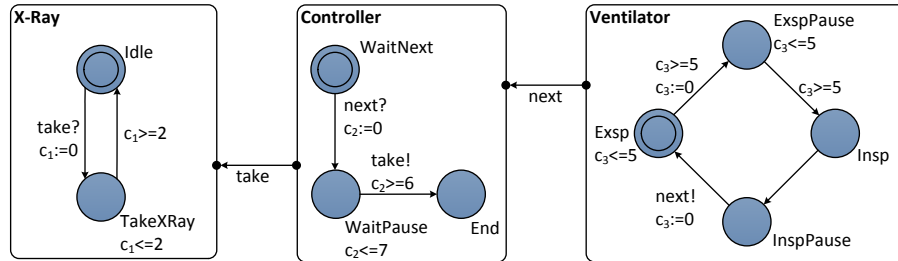 X-Ray
Idle
take?
c1:=0
c1>=2
TakeXRay
c1<=2
take
Controller
WaitNext
next?
c2:=0
take!
c2>=6
WaitPause
c2<=7
End
next
Ventilator
ExspPause
c3<=5
c3>=5
c3:=0
c3>=5
Exsp
c3<=5
Insp
next!
c3:=0
InspPause